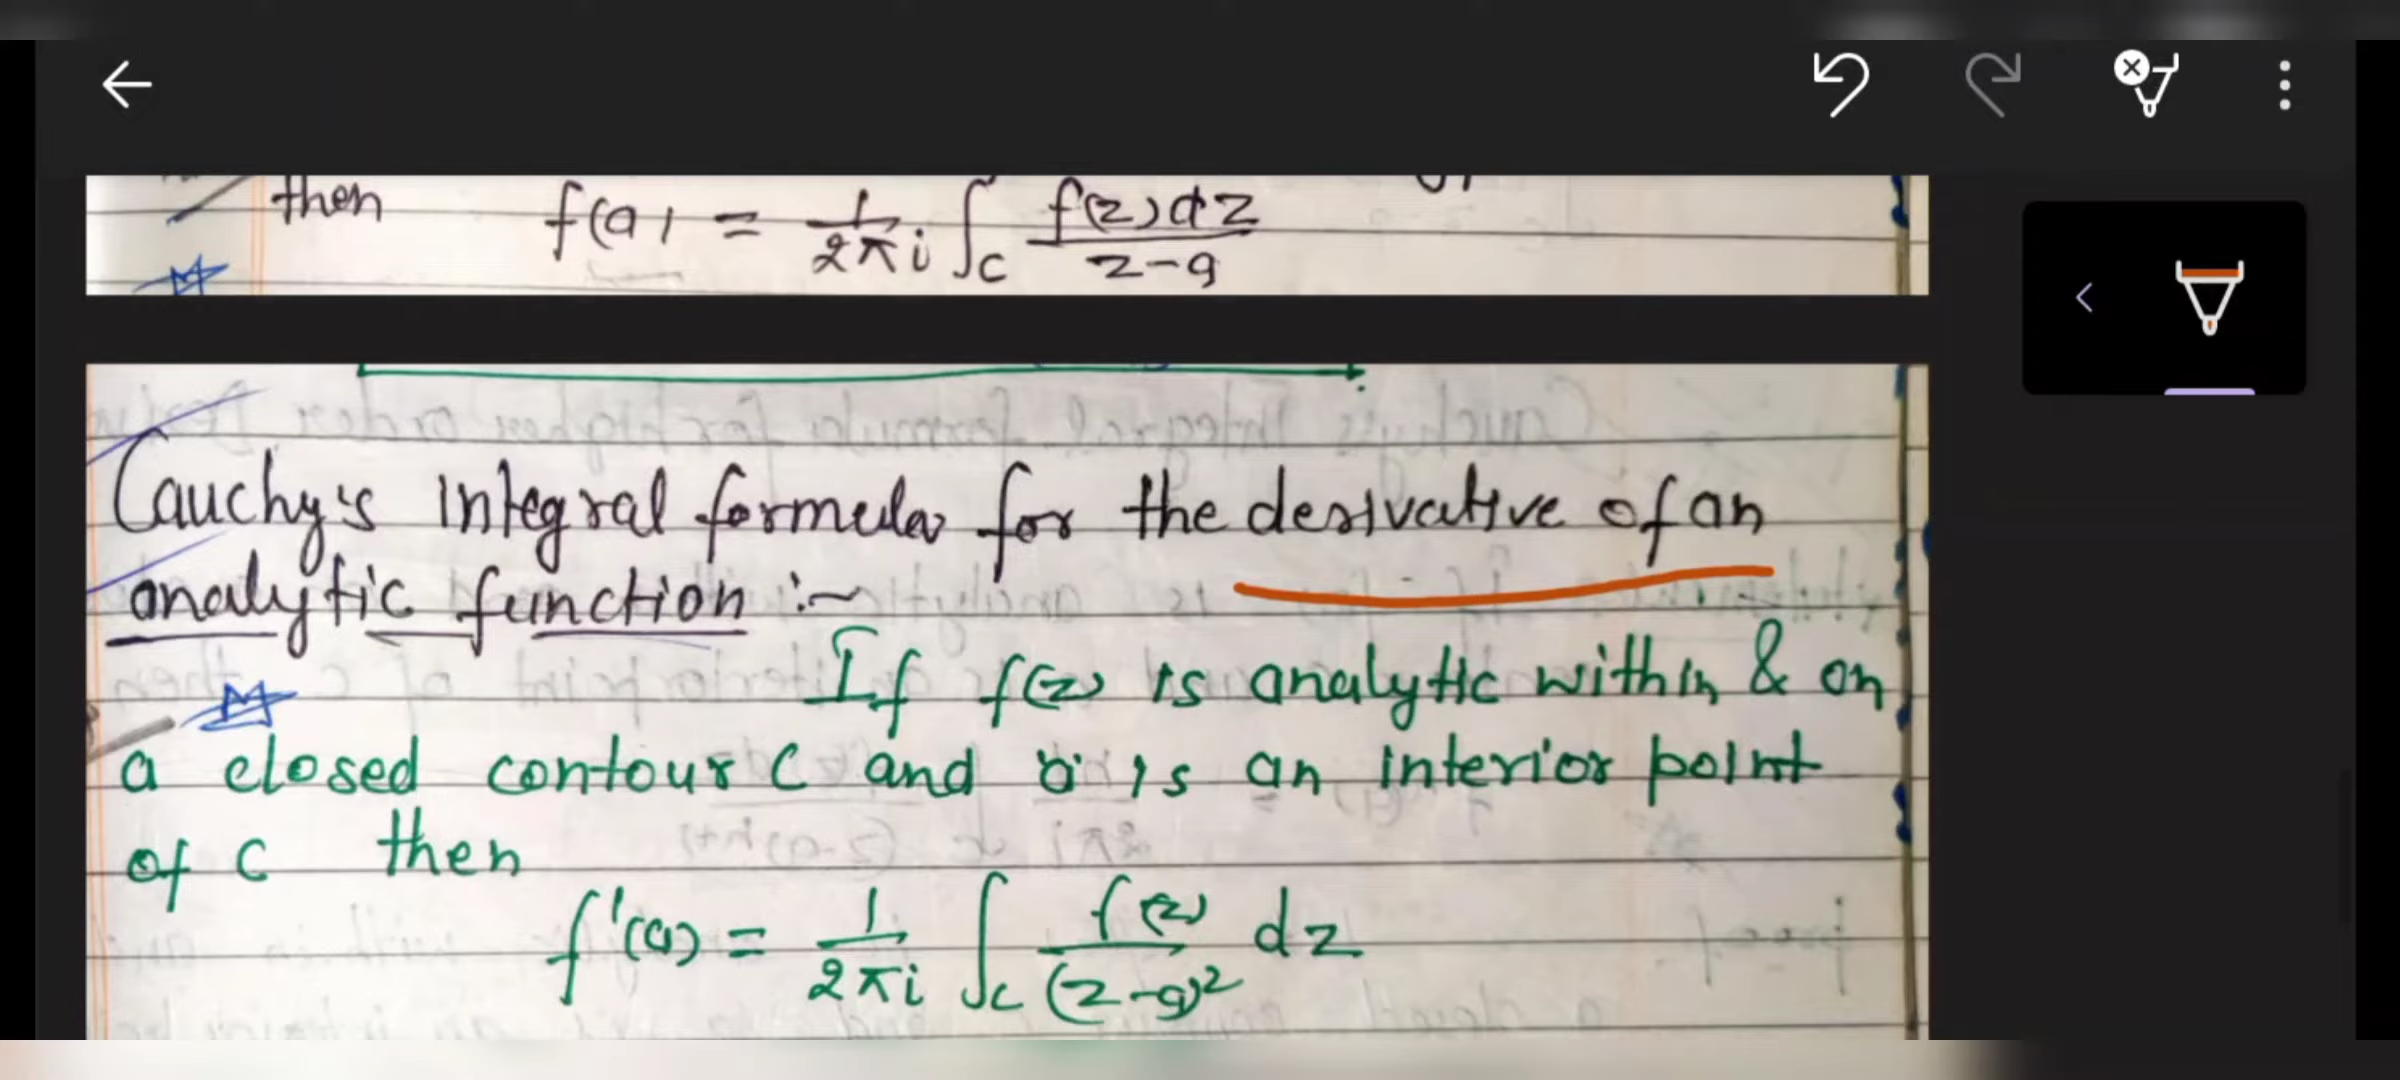 then f(a) = 1/2πi ∫c f(z)dz/z-a
Cauchy's Integral formula for the derivative of an
analytic function :~
If f(z) is analytic within & on
a closed contour C and 'a' is an interior point
of c then
f'(a) = 1/2πi ∫c f(z)/(z-a)² dz